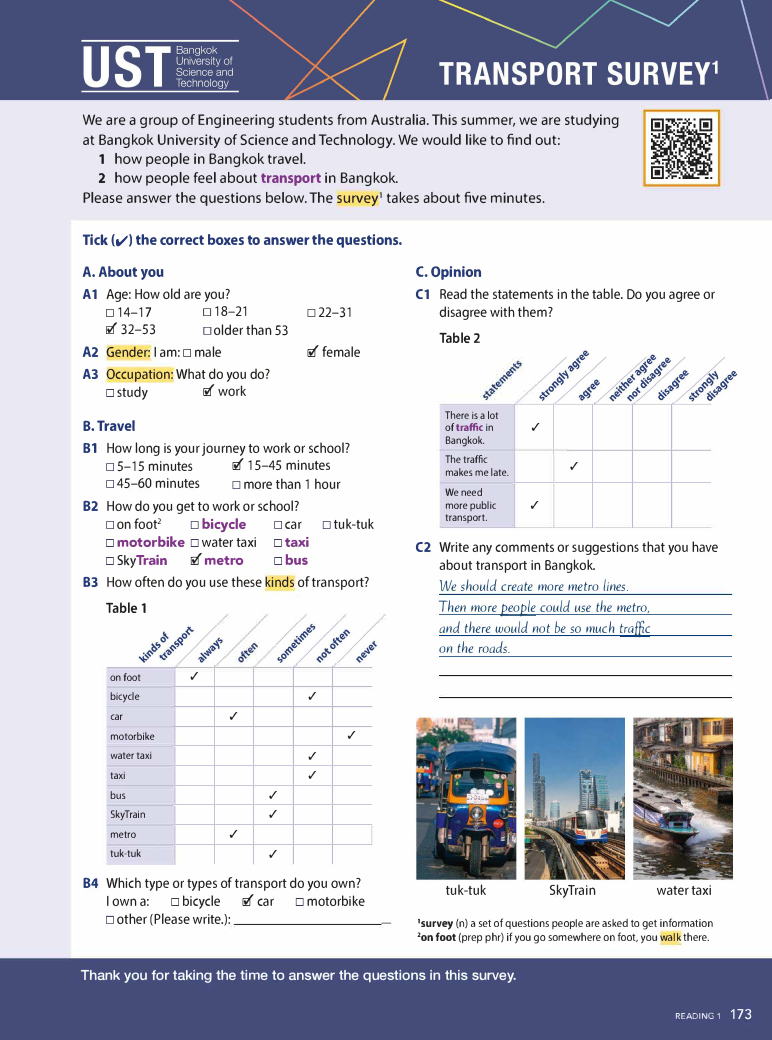 UST
Bangkok
University of
Science and
Technology
TRANSPORT SURVEY¹
We are a group of Engineering students from Australia. This summer, we are studying
at Bangkok University of Science and Technology. We would like to find out:
1 how people in Bangkok travel.
2 how people feel about transport in Bangkok.
Please answer the questions below. The survey¹ takes about five minutes.
Tick (✔) the correct boxes to answer the questions.
A. About you
A1 Age: How old are you?
☐ 14–17 ☐ 18–21 ☐ 22–31
☑ 32–53 ☐ older than 53
A2 Gender: I am: ☐ male ☑ female
A3 Occupation: What do you do?
☐ study ☑ work
B. Travel
B1 How long is your journey to work or school?
☐ 5–15 minutes ☑ 15–45 minutes
☐ 45–60 minutes ☐ more than 1 hour
B2 How do you get to work or school?
☐ on foot² ☐ bicycle ☐ car ☐ tuk-tuk
☐ motorbike ☐ water taxi ☐ taxi
☐ SkyTrain ☑ metro ☐ bus
B3 How often do you use these kinds of transport?
Table 1
kinds of transport always often sometimes not often never
on foot ✓
bicycle ✓
car ✓
motorbike ✓
water taxi ✓
taxi ✓
bus ✓
SkyTrain ✓
metro ✓
tuk-tuk ✓
B4 Which type or types of transport do you own?
I own a: ☐ bicycle ☑ car ☐ motorbike
☐ other (Please write.):
C. Opinion
C1 Read the statements in the table. Do you agree or
disagree with them?
Table 2
statements strongly agree agree neither agree nor disagree disagree strongly disagree
There is a lot
of traffic in ✓
Bangkok.
The traffic ✓
makes me late.
We need
more public ✓
transport.
C2 Write any comments or suggestions that you have
about transport in Bangkok.
We should create more metro lines.
Then more people could use the metro,
and there would not be so much traffic
on the roads.
tuk-tuk SkyTrain water taxi
¹survey (n) a set of questions people are asked to get information
²on foot (prep phr) if you go somewhere on foot, you walk there.
Thank you for taking the time to answer the questions in this survey.
READING 1 173